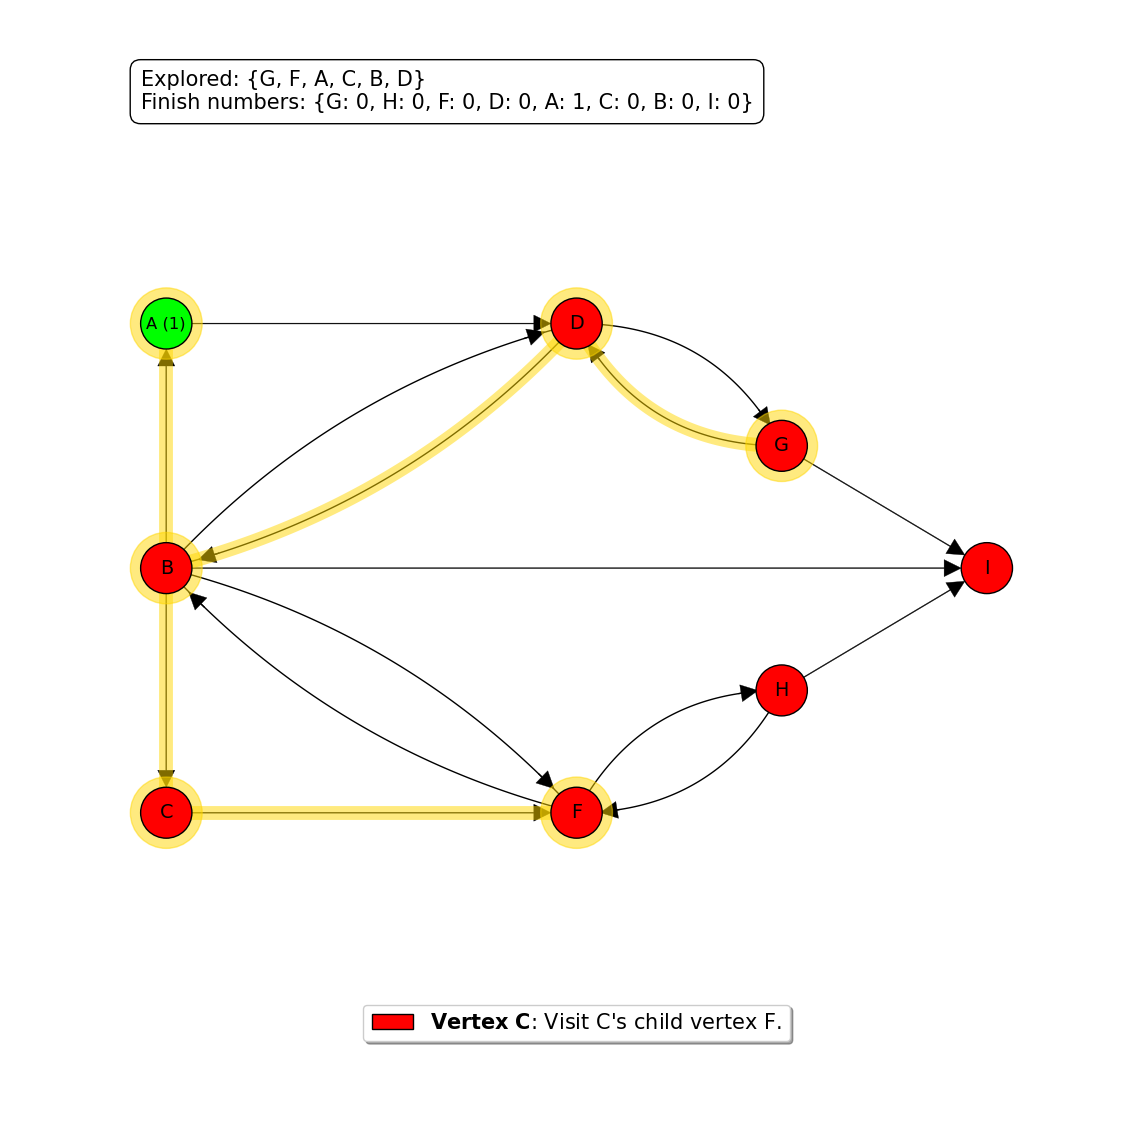 Explored: {G, F, A, C, B, D}
Finish numbers: {G: 0, H: 0, F: 0, D: 0, A: 1, C: 0, B: 0, I: 0}
A (1)
D
G
B
I
H
C
F
Vertex C: Visit C's child vertex F.